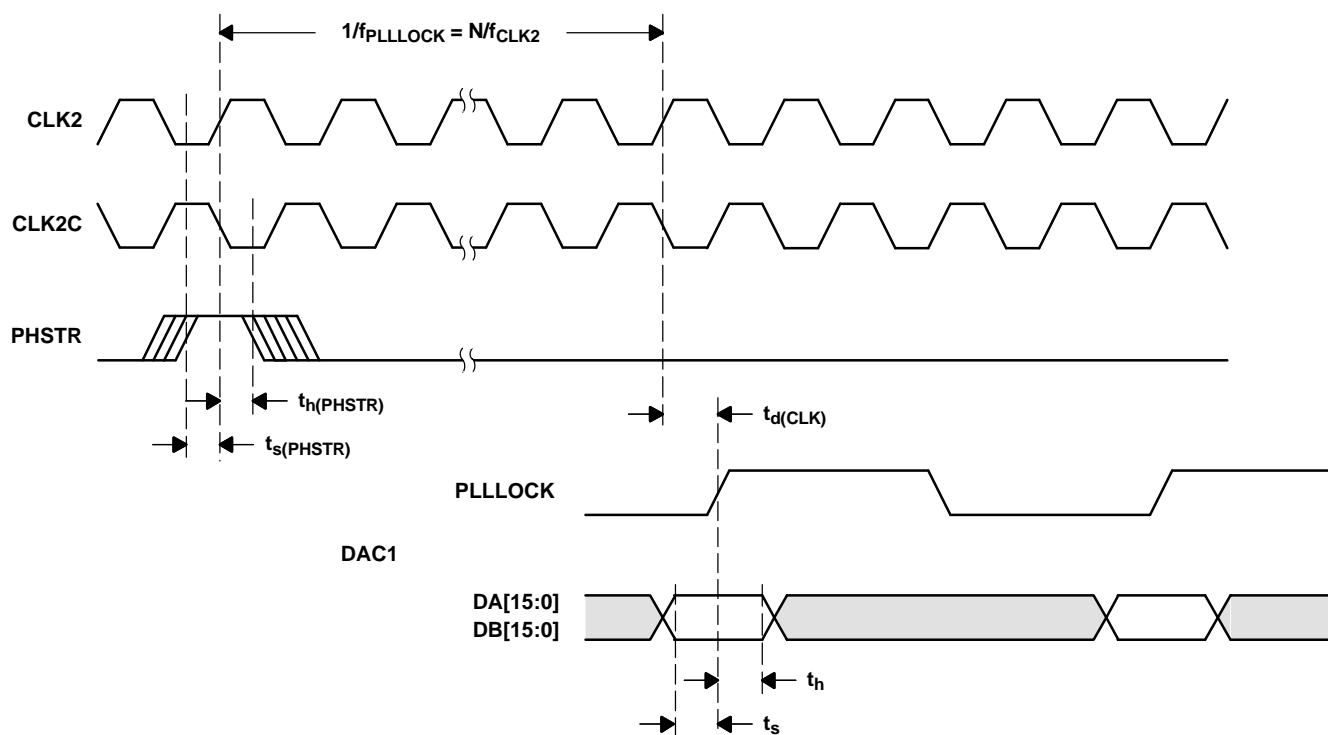 1/fPLLLOCK = N/fCLK2
CLK2
CLK2C
PHSTR
th(PHSTR)
td(CLK)
ts(PHSTR)
PLLLOCK
DAC1
DA[15:0]
DB[15:0]
th
ts